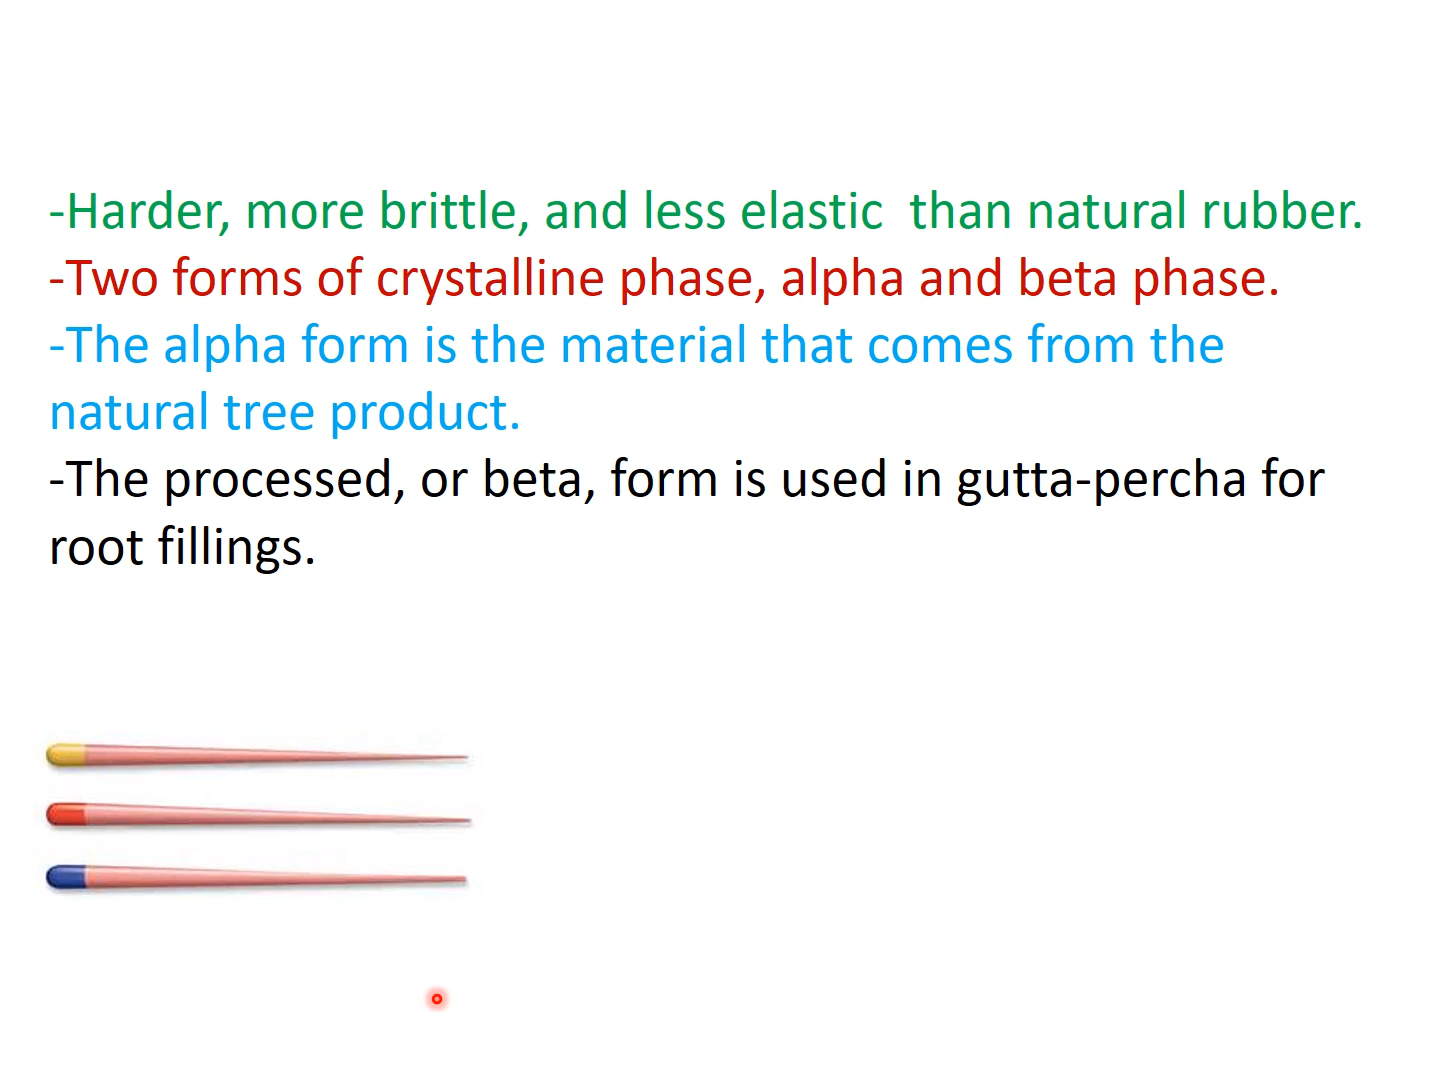 -Harder, more brittle, and less elastic  than natural rubber.
-Two forms of crystalline phase, alpha and beta phase.
-The alpha form is the material that comes from the
natural tree product.
-The processed, or beta, form is used in gutta-percha for
root fillings.